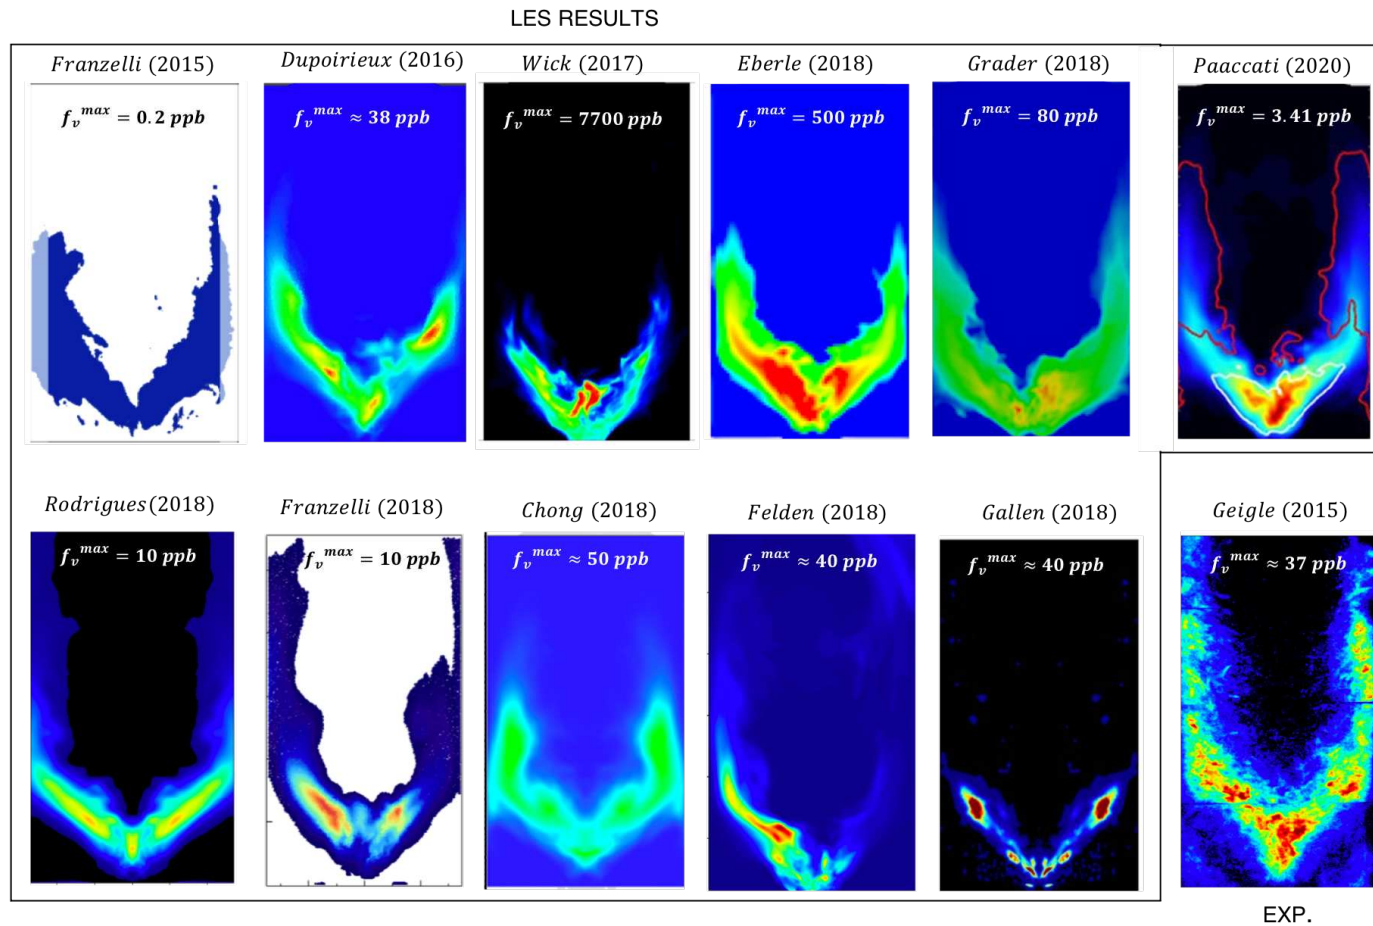 LES RESULTS
Franzelli (2015)
Dupoirieux (2016)
Wick (2017)
Eberle (2018)
Grader (2018)
Paaccati (2020)
f_v^max = 0.2 ppb
f_v^max ≈ 38 ppb
f_v^max = 7700 ppb
f_v^max = 500 ppb
f_v^max = 80 ppb
f_v^max = 3.41 ppb
Rodrigues(2018)
Franzelli (2018)
Chong (2018)
Felden (2018)
Gallen (2018)
Geigle (2015)
f_v^max = 10 ppb
f_v^max = 10 ppb
f_v^max ≈ 50 ppb
f_v^max ≈ 40 ppb
f_v^max ≈ 40 ppb
f_v^max ≈ 37 ppb
EXP.